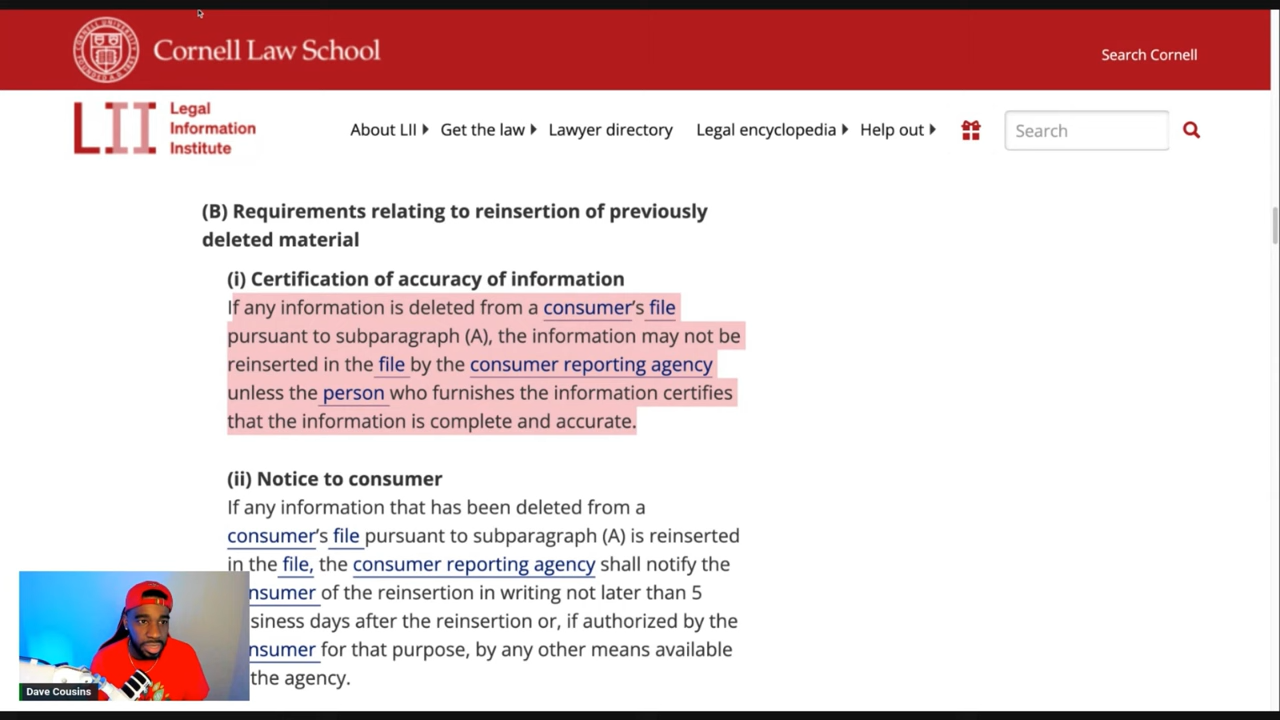 Cornell Law School
Search Cornell
LII Legal Information Institute
About LII Get the law Lawyer directory Legal encyclopedia Help out Search
(B) Requirements relating to reinsertion of previously
deleted material
(i) Certification of accuracy of information
If any information is deleted from a consumer's file
pursuant to subparagraph (A), the information may not be
reinserted in the file by the consumer reporting agency
unless the person who furnishes the information certifies
that the information is complete and accurate.
(ii) Notice to consumer
If any information that has been deleted from a
consumer's file pursuant to subparagraph (A) is reinserted
in the file, the consumer reporting agency shall notify the
nsumer of the reinsertion in writing not later than 5
siness days after the reinsertion or, if authorized by the
nsumer for that purpose, by any other means available
the agency.
Dave Cousins